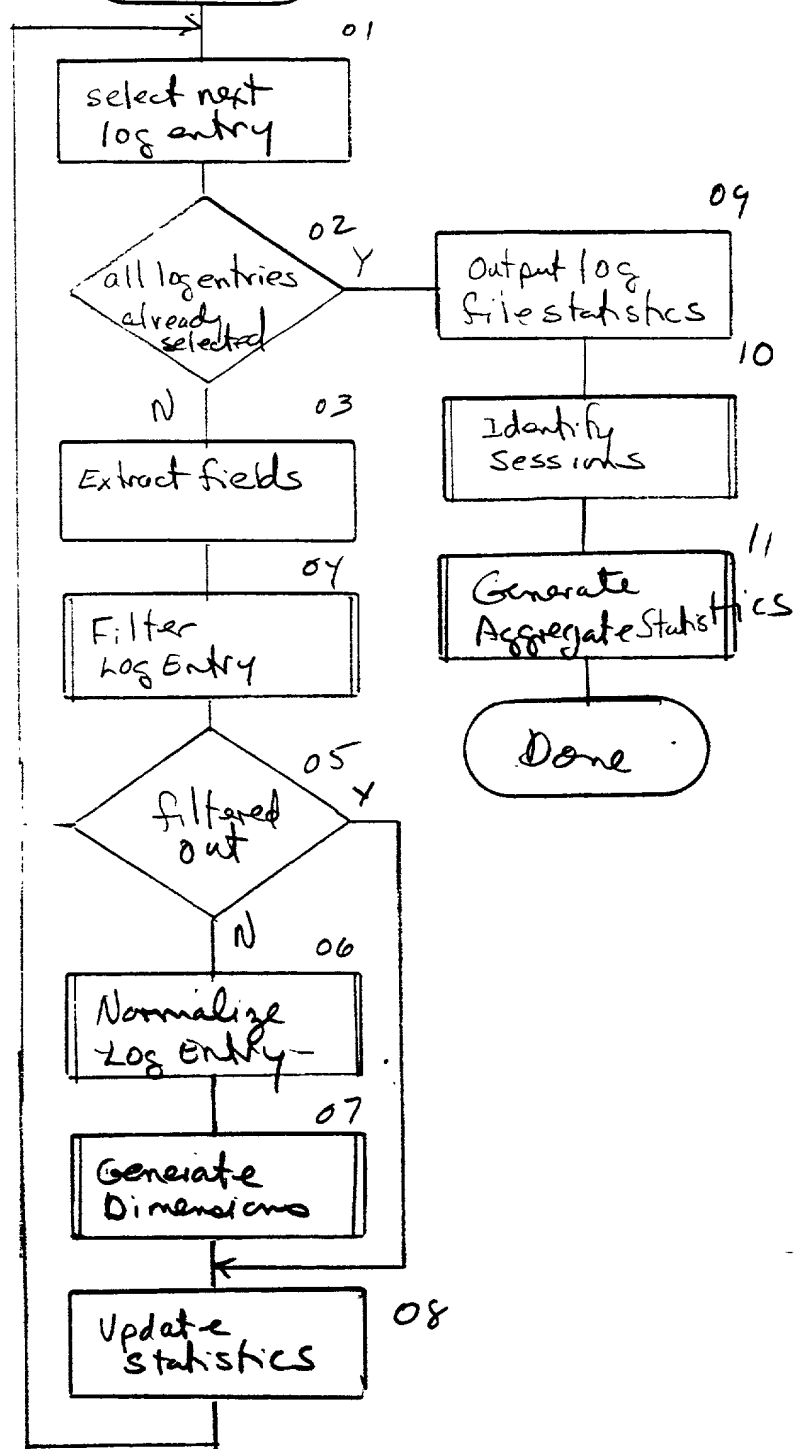 01
select next
log entry
02
all log entries
already
selected
Y
N
03
Extract fields
04
Filter
Log Entry
05
filtered
out
Y
N
06
Normalize
Log Entry
07
Generate
Dimensions
08
Update
statistics
09
Output log
file statistics
10
Identify
sessions
11
Generate
Aggregate Statistics
Done